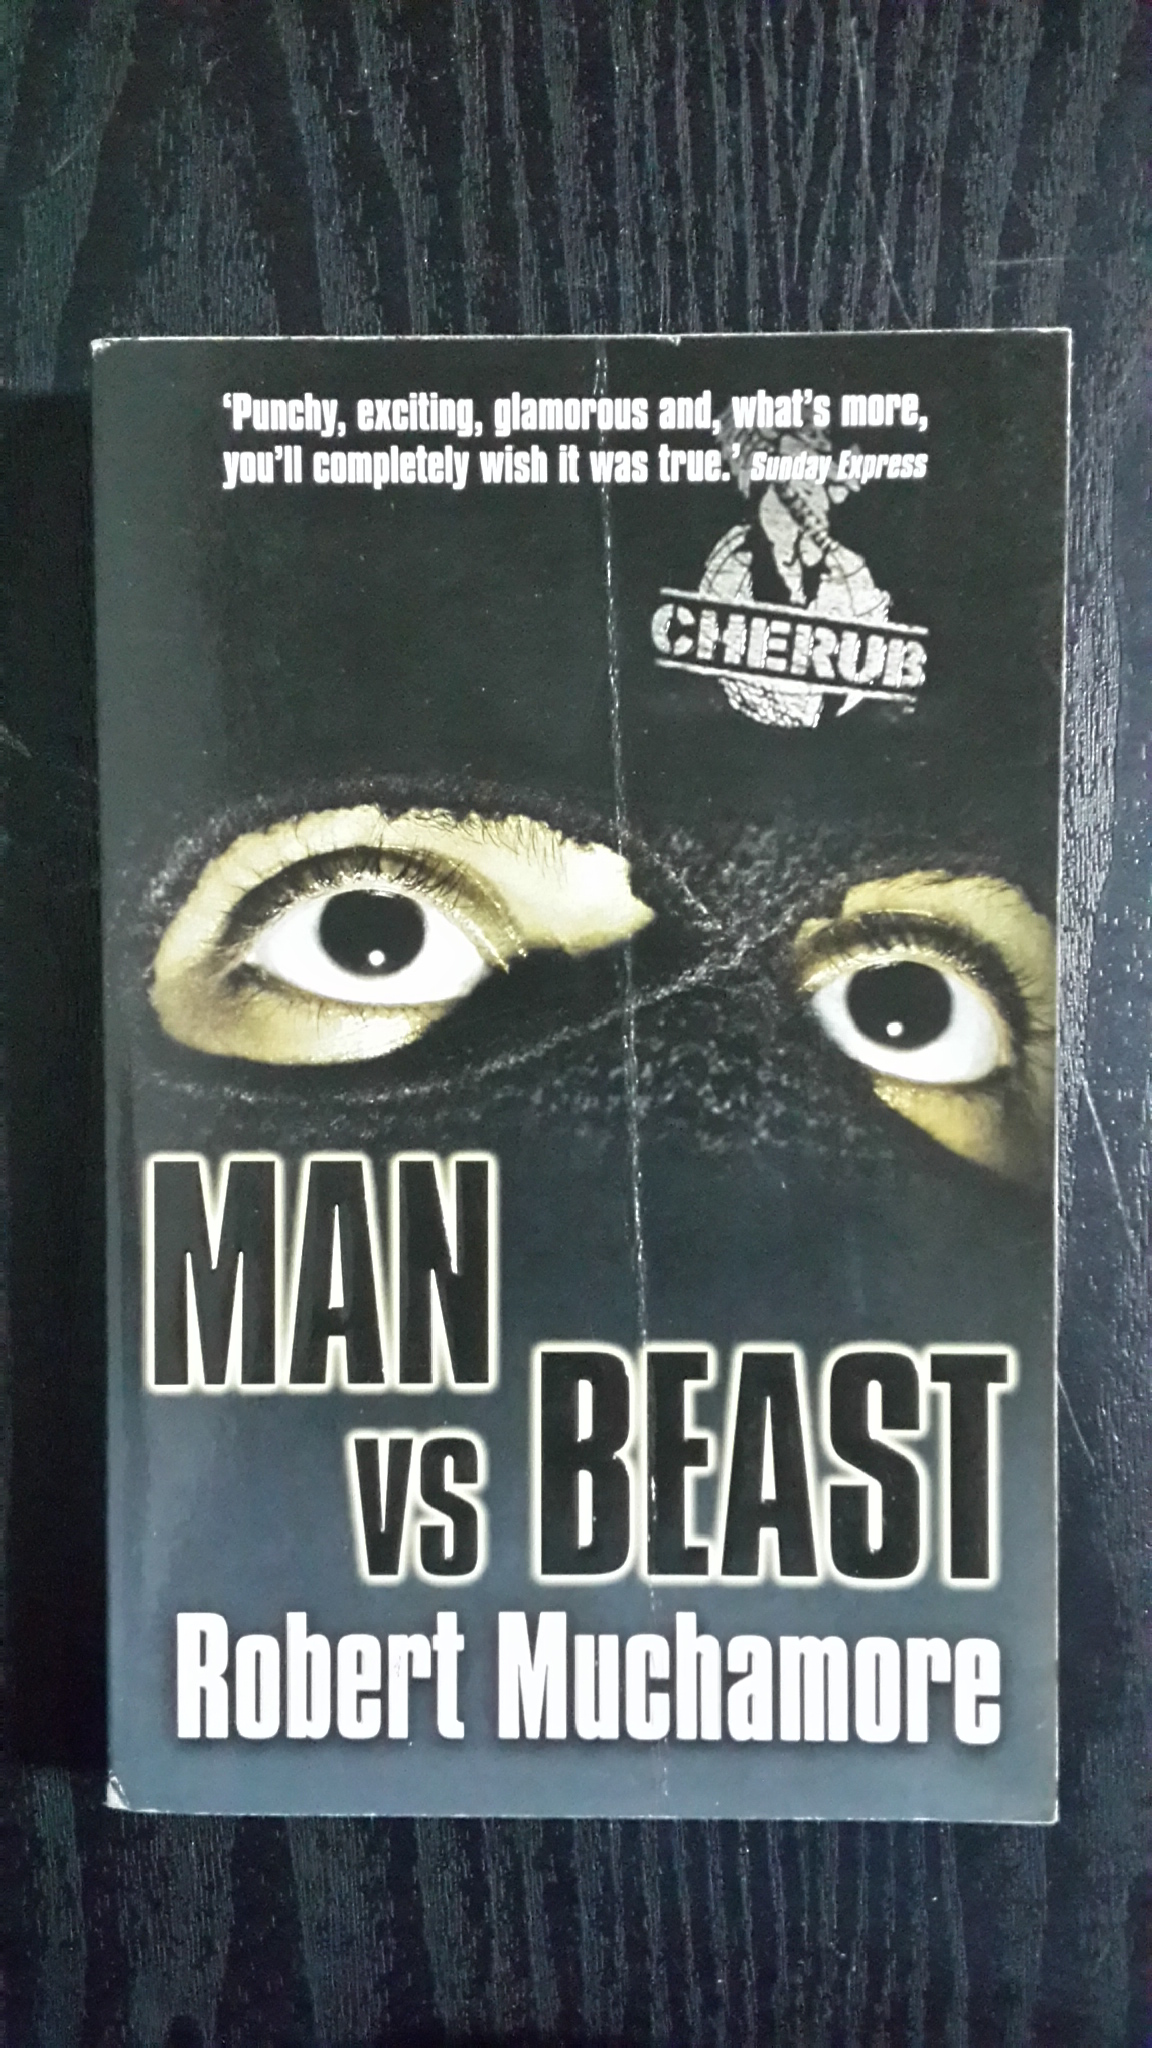 ‘Punchy, exciting, glamorous and, what’s more,
you’ll completely wish it was true.’ Sunday Express
CHERUB
MAN
VS BEAST
Robert Muchamore